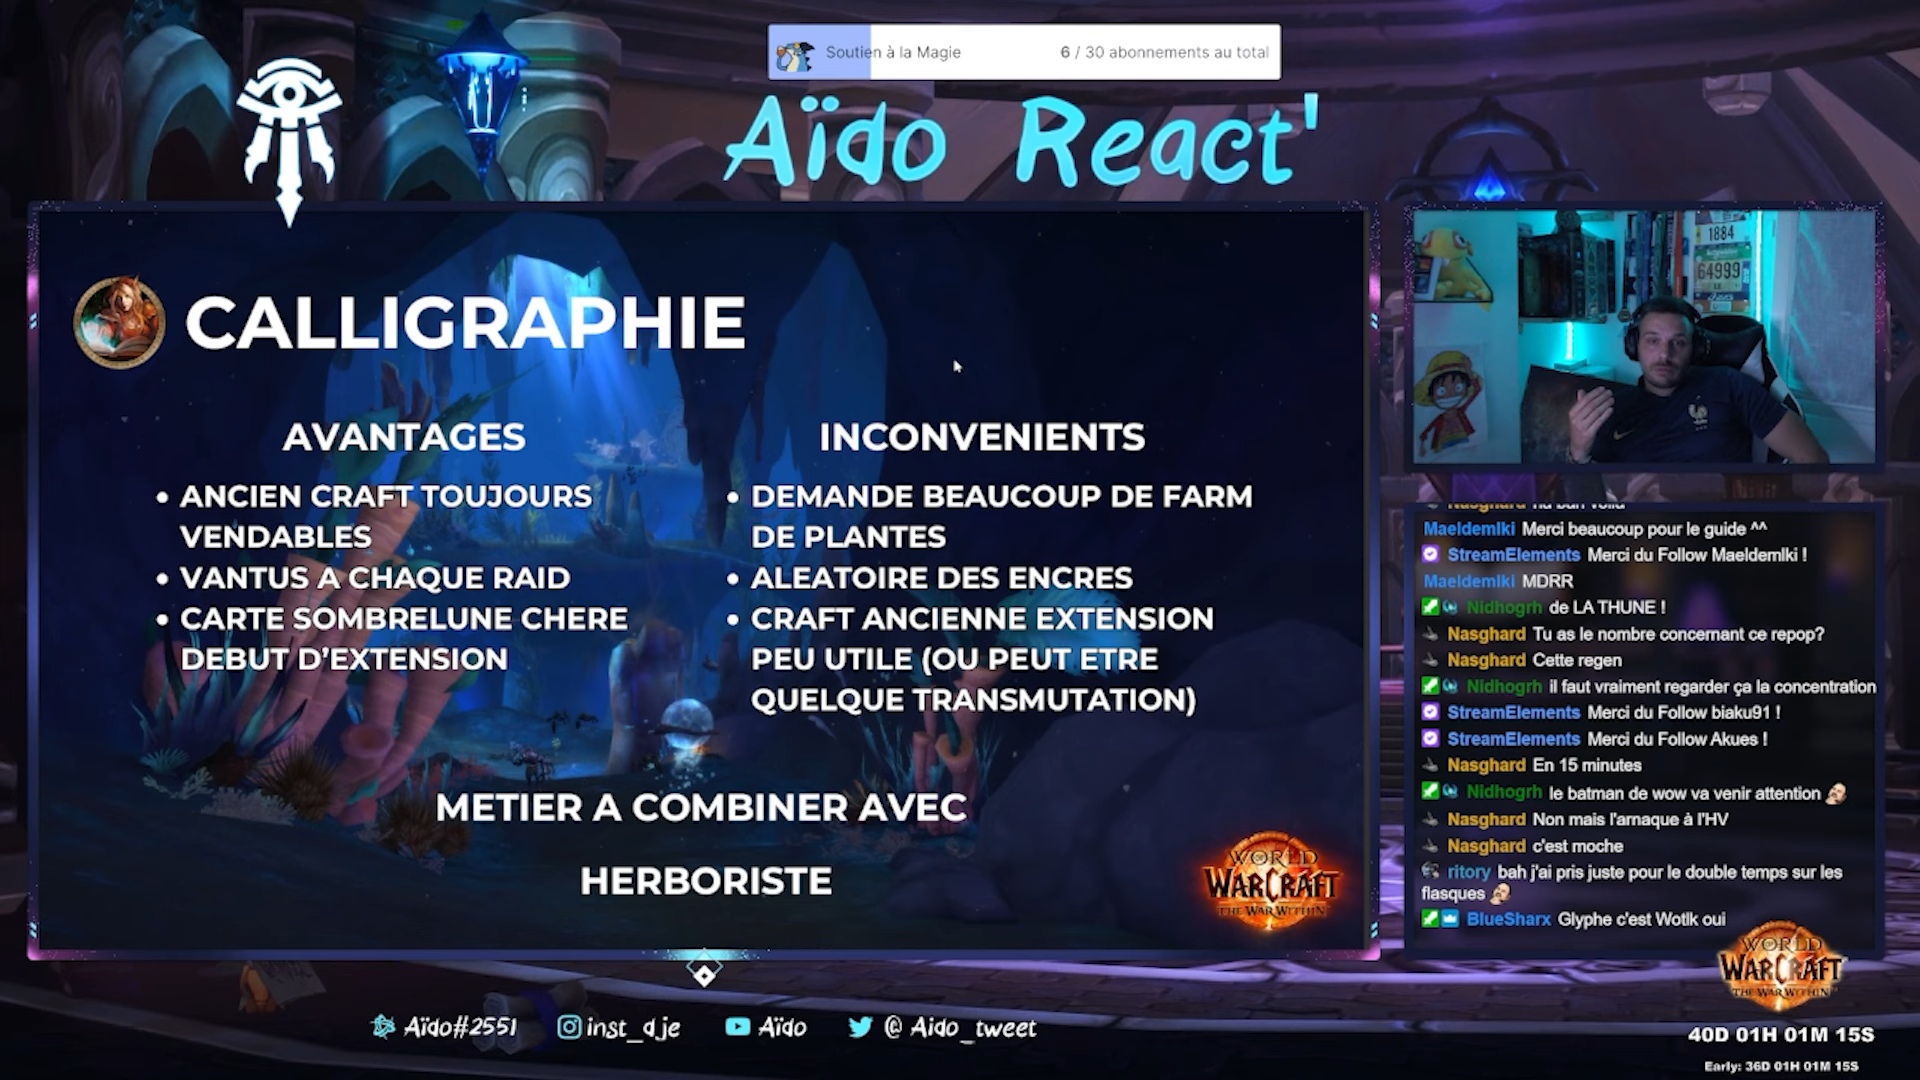 Soutien à la Magie
6 / 30 abonnements au total
Aïdo React'
1884
64999
CALLIGRAPHIE
AVANTAGES
• ANCIEN CRAFT TOUJOURS
VENDABLES
• VANTUS A CHAQUE RAID
• CARTE SOMBRELUNE CHERE
DEBUT D’EXTENSION
INCONVENIENTS
• DEMANDE BEAUCOUP DE FARM
DE PLANTES
• ALEATOIRE DES ENCRES
• CRAFT ANCIENNE EXTENSION
PEU UTILE (OU PEUT ETRE
QUELQUE TRANSMUTATION)
METIER A COMBINER AVEC
HERBORISTE
WORLD
WARCRAFT
THE WAR WITHIN
Maeldemlki Merci beaucoup pour le guide ^^
StreamElements Merci du Follow Maeldemlki !
Maeldemlki MDRR
Nidhogrh de LA THUNE !
Nasghard Tu as le nombre concernant ce repop?
Nasghard Cette regen
Nidhogrh il faut vraiment regarder ça la concentration
StreamElements Merci du Follow biaku91 !
StreamElements Merci du Follow Akues !
Nasghard En 15 minutes
Nidhogrh le batman de wow va venir attention
Nasghard Non mais l'arnaque à l'HV
Nasghard c'est moche
ritory bah j'ai pris juste pour le double temps sur les
flasques
BlueSharx Glyphe c'est Wotlk oui
WORLD
WARCRAFT
THE WAR WITHIN
Aïdo#2551
inst_dje
Aïdo
@ Aido_tweet
40D 01H 01M 15S
Early: 36D 01H 01M 15S